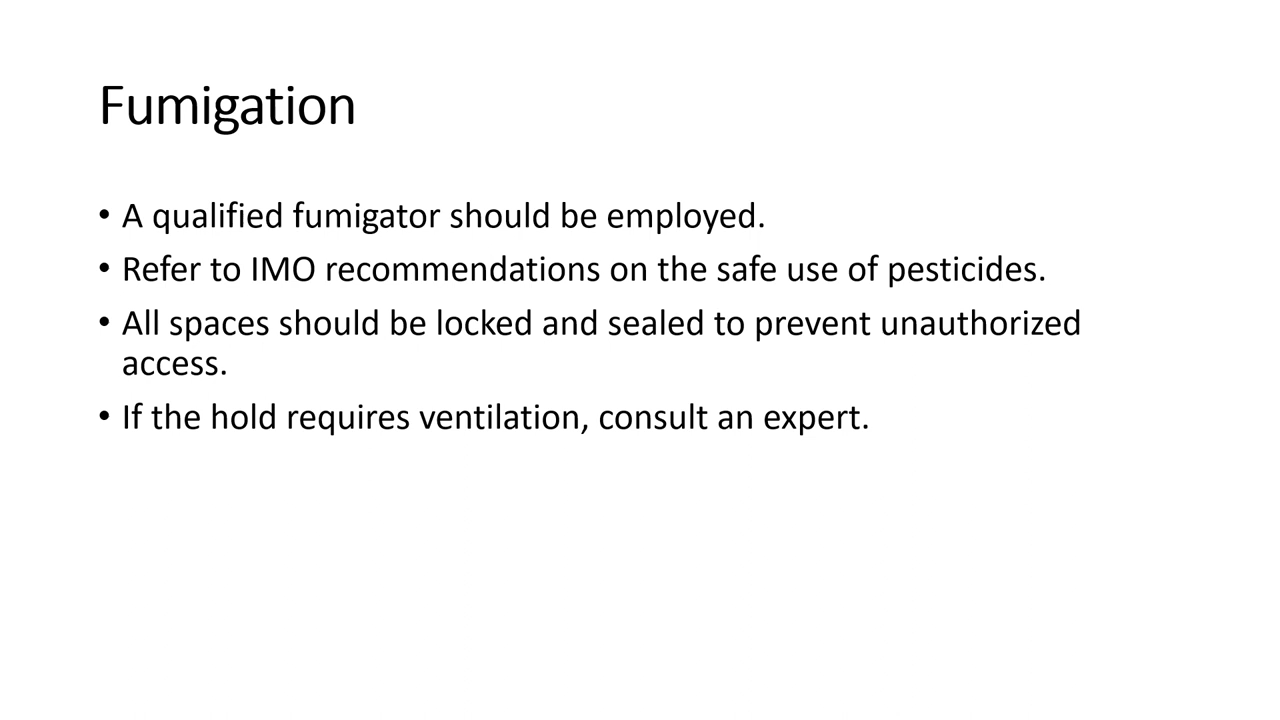 Fumigation
• A qualified fumigator should be employed.
• Refer to IMO recommendations on the safe use of pesticides.
• All spaces should be locked and sealed to prevent unauthorized
access.
• If the hold requires ventilation, consult an expert.